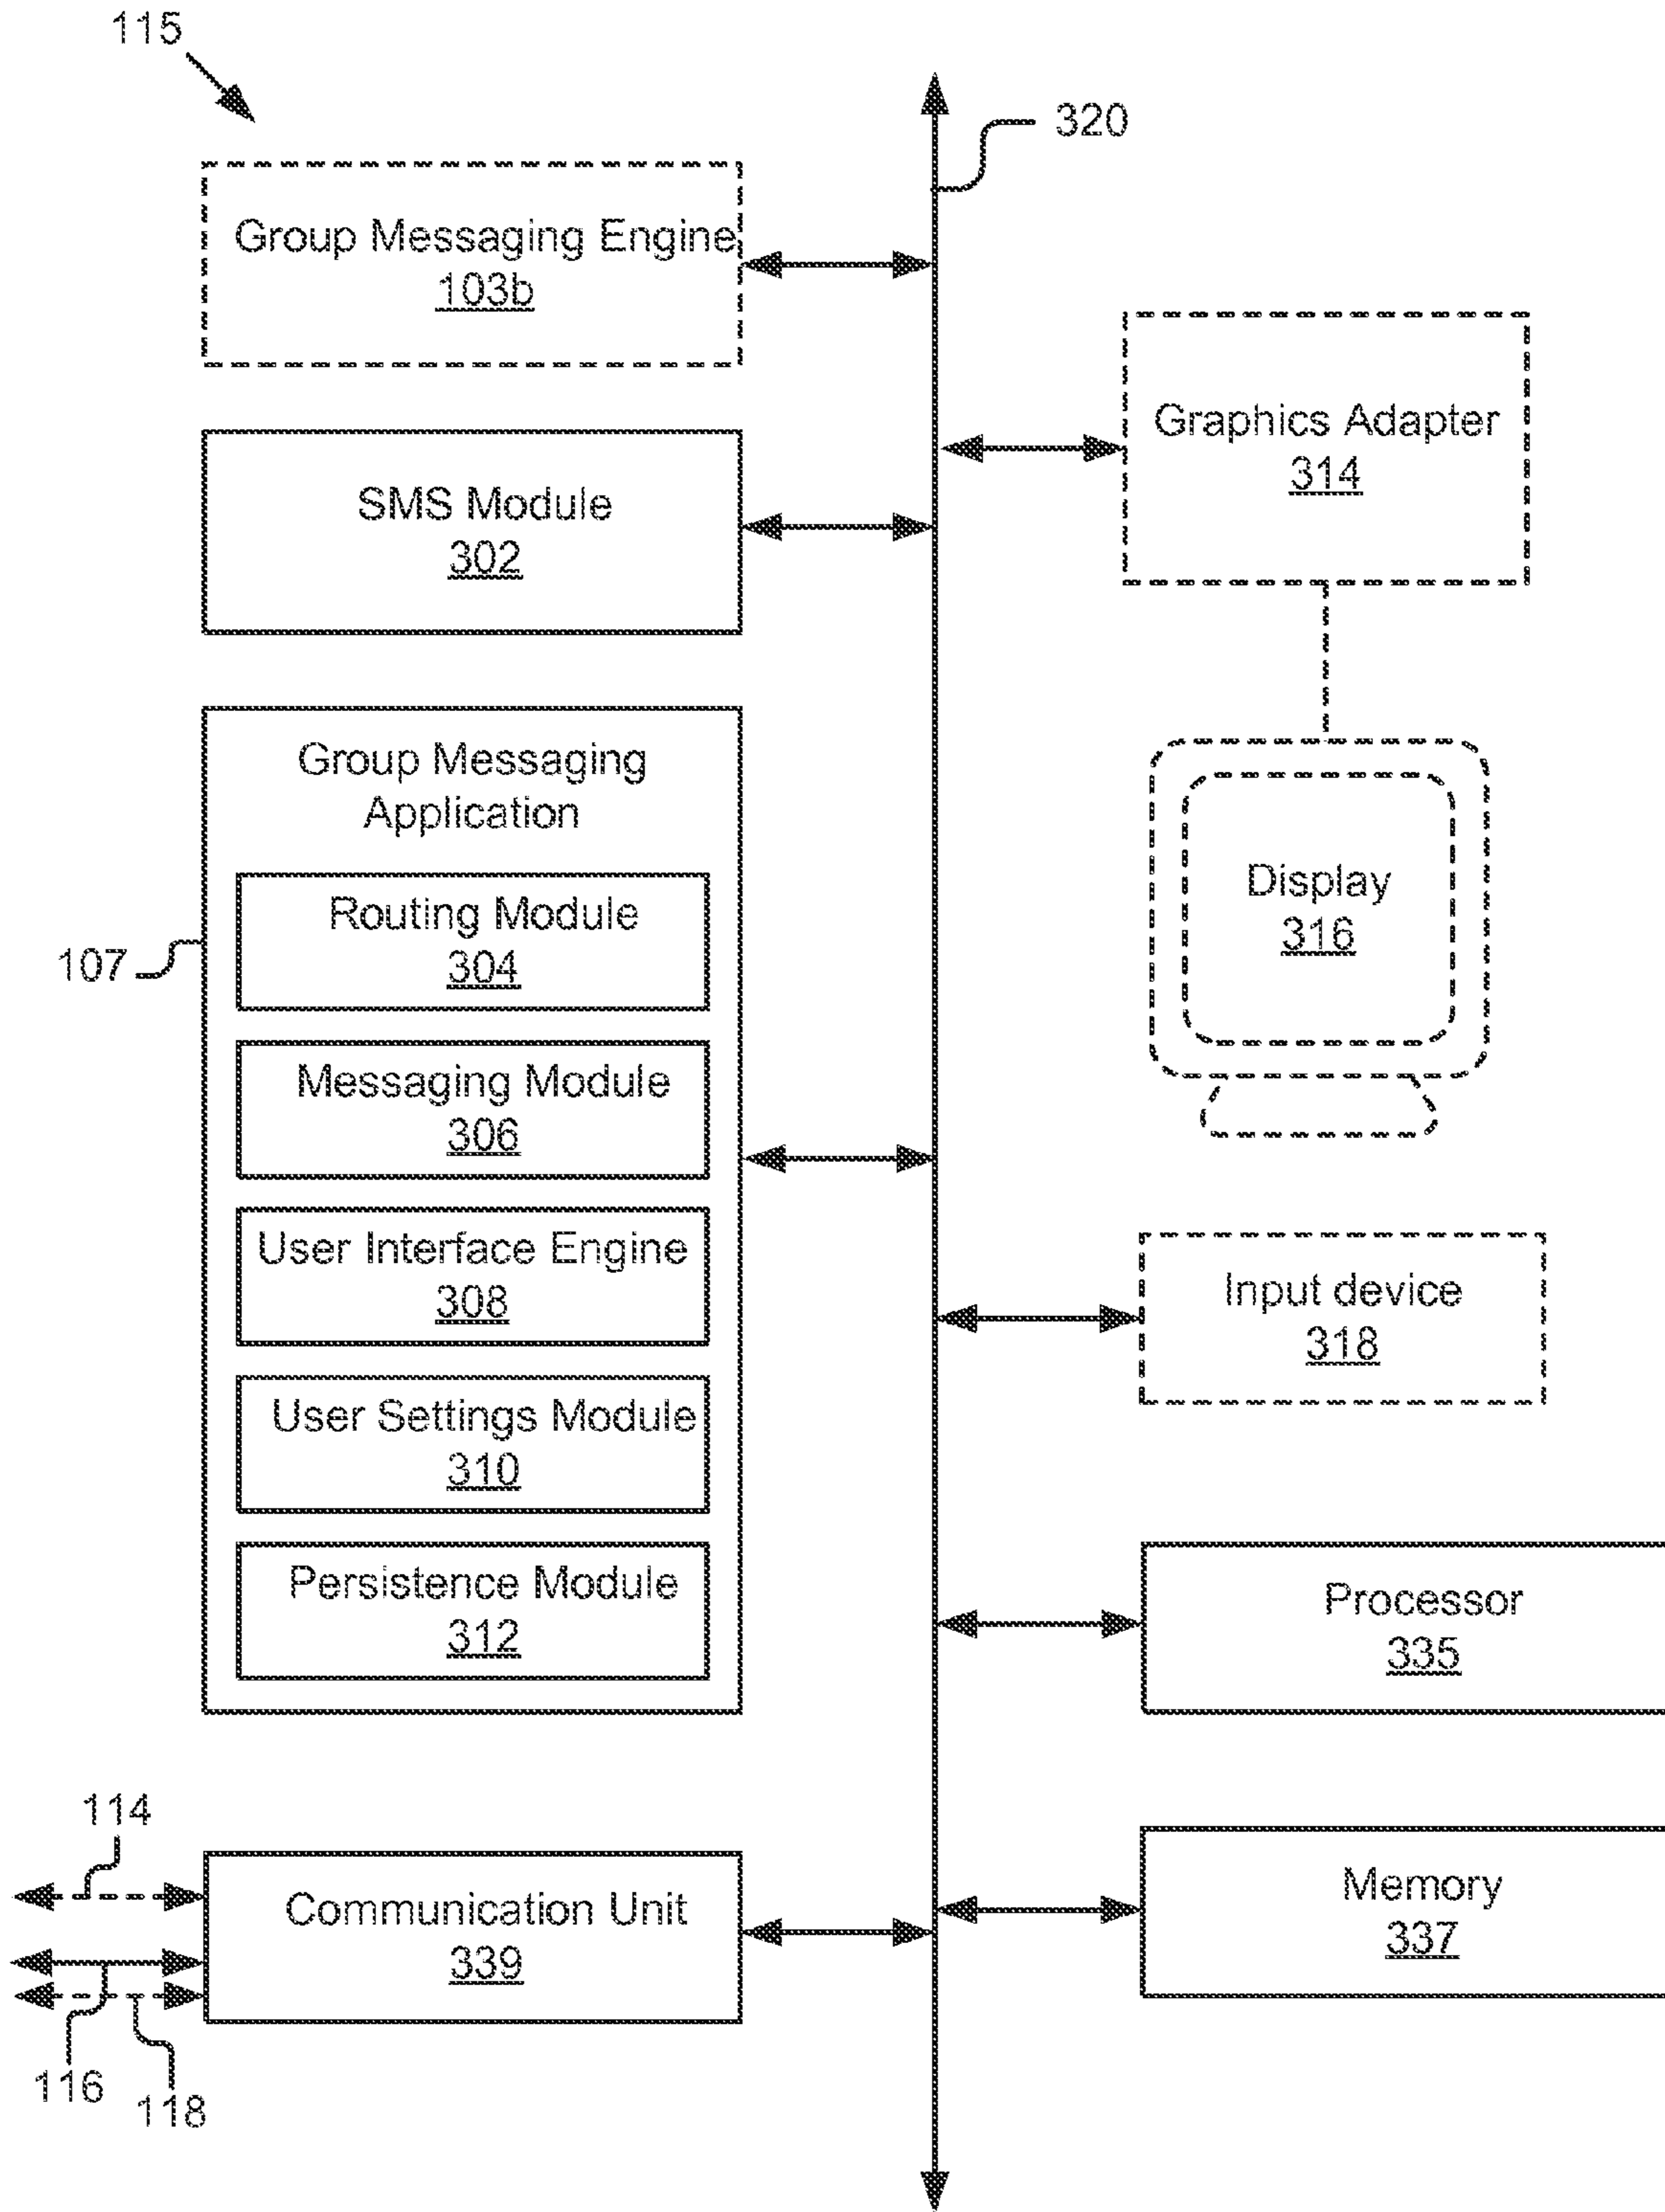 115
320
Group Messaging Engine
103b
Graphics Adapter
314
SMS Module
302
Group Messaging
Application
Routing Module
304
107
Messaging Module
306
User Interface Engine
308
User Settings Module
310
Persistence Module
312
Display
316
Input device
318
Processor
335
114
Communication Unit
339
116
118
Memory
337